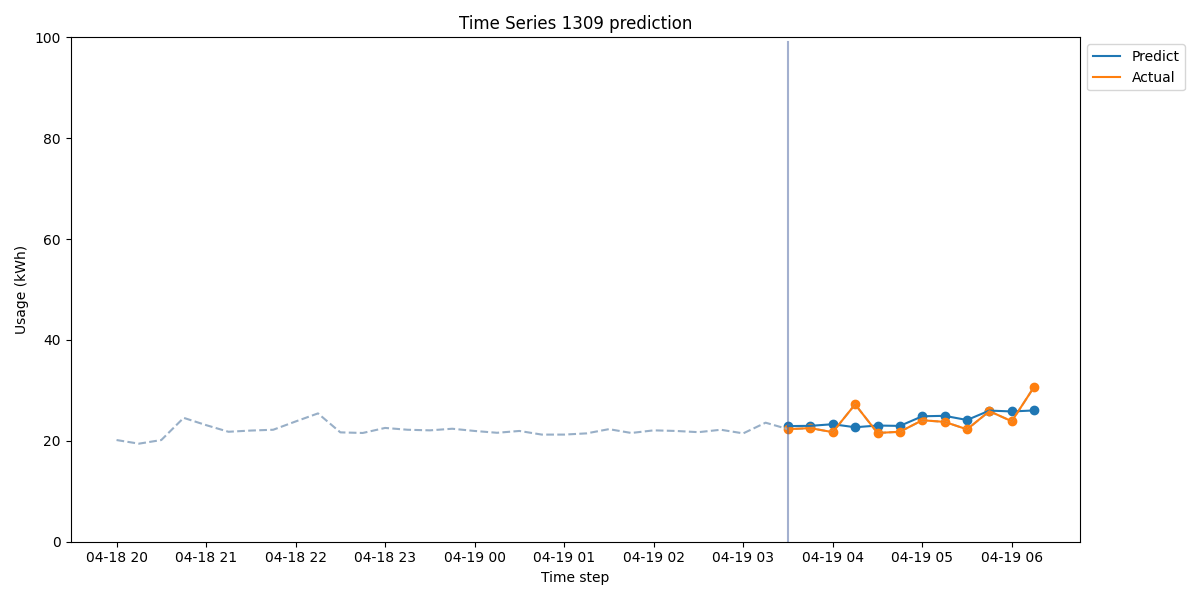 Time Series 1309 prediction
Predict
Actual
Usage (kWh)
100
80
60
40
20
0
04-18 20 04-18 21 04-18 22 04-18 23 04-19 00 04-19 01 04-19 02 04-19 03 04-19 04 04-19 05 04-19 06
Time step